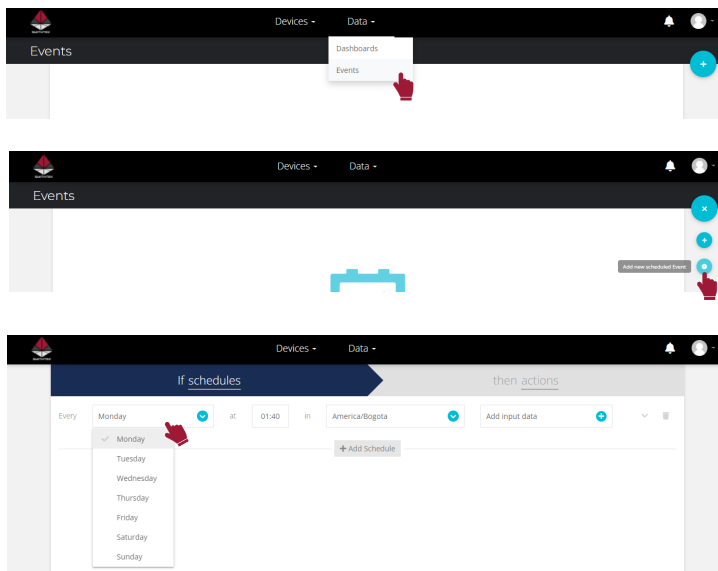 Devices Data
Events
Dashboards
Events
Devices Data
Events
Add new scheduled Event
Devices Data
If schedules then actions
Every Monday at 01:40 in America/Bogota Add input data
Monday
+ Add Schedule
Tuesday
Wednesday
Thursday
Friday
Saturday
Sunday